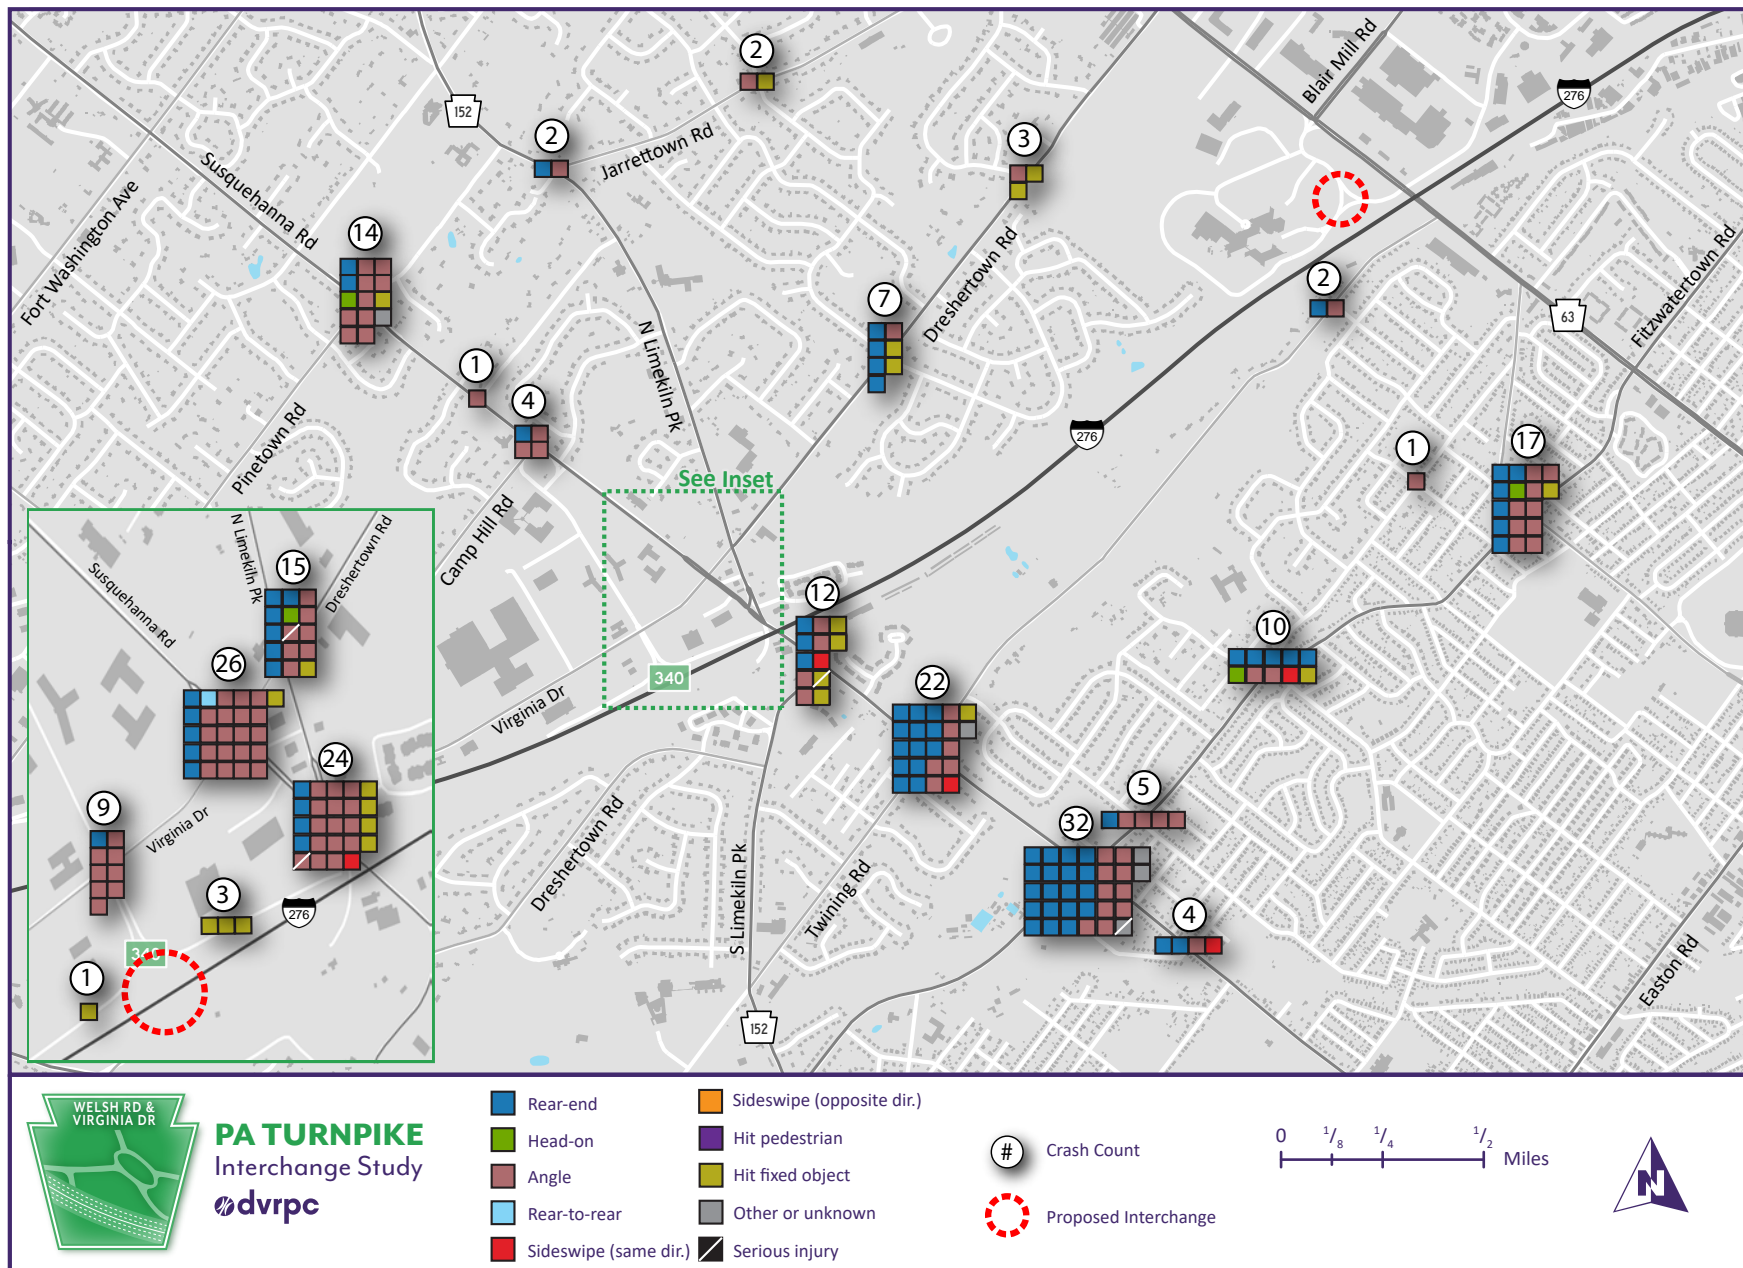 2
Blair Mill Rd
276
152
2
Jarrettown Rd
3
Susquehanna Rd
Fort Washington Ave
14
Dreshertown Rd
7
2
63
Fitzwatertown Rd
N Limekiln Pk
1
4
276
Pinetown Rd
1
17
See Inset
Camp Hill Rd
12
10
340
Virginia Dr
22
5
32
4
Dreshertown Rd
S Limekiln Pk
Twining Rd
Easton Rd
152
N Limekiln Pk
Dreshertown Rd
Susquehanna Rd
15
26
24
9
Virginia Dr
3
276
340
1
WELSH RD &
VIRGINIA DR
PA TURNPIKE
Interchange Study
dvrpc
Rear-end
Head-on
Angle
Rear-to-rear
Sideswipe (same dir.)
Sideswipe (opposite dir.)
Hit pedestrian
Hit fixed object
Other or unknown
Serious injury
# Crash Count
Proposed Interchange
0 1/8 1/4 1/2 Miles
N